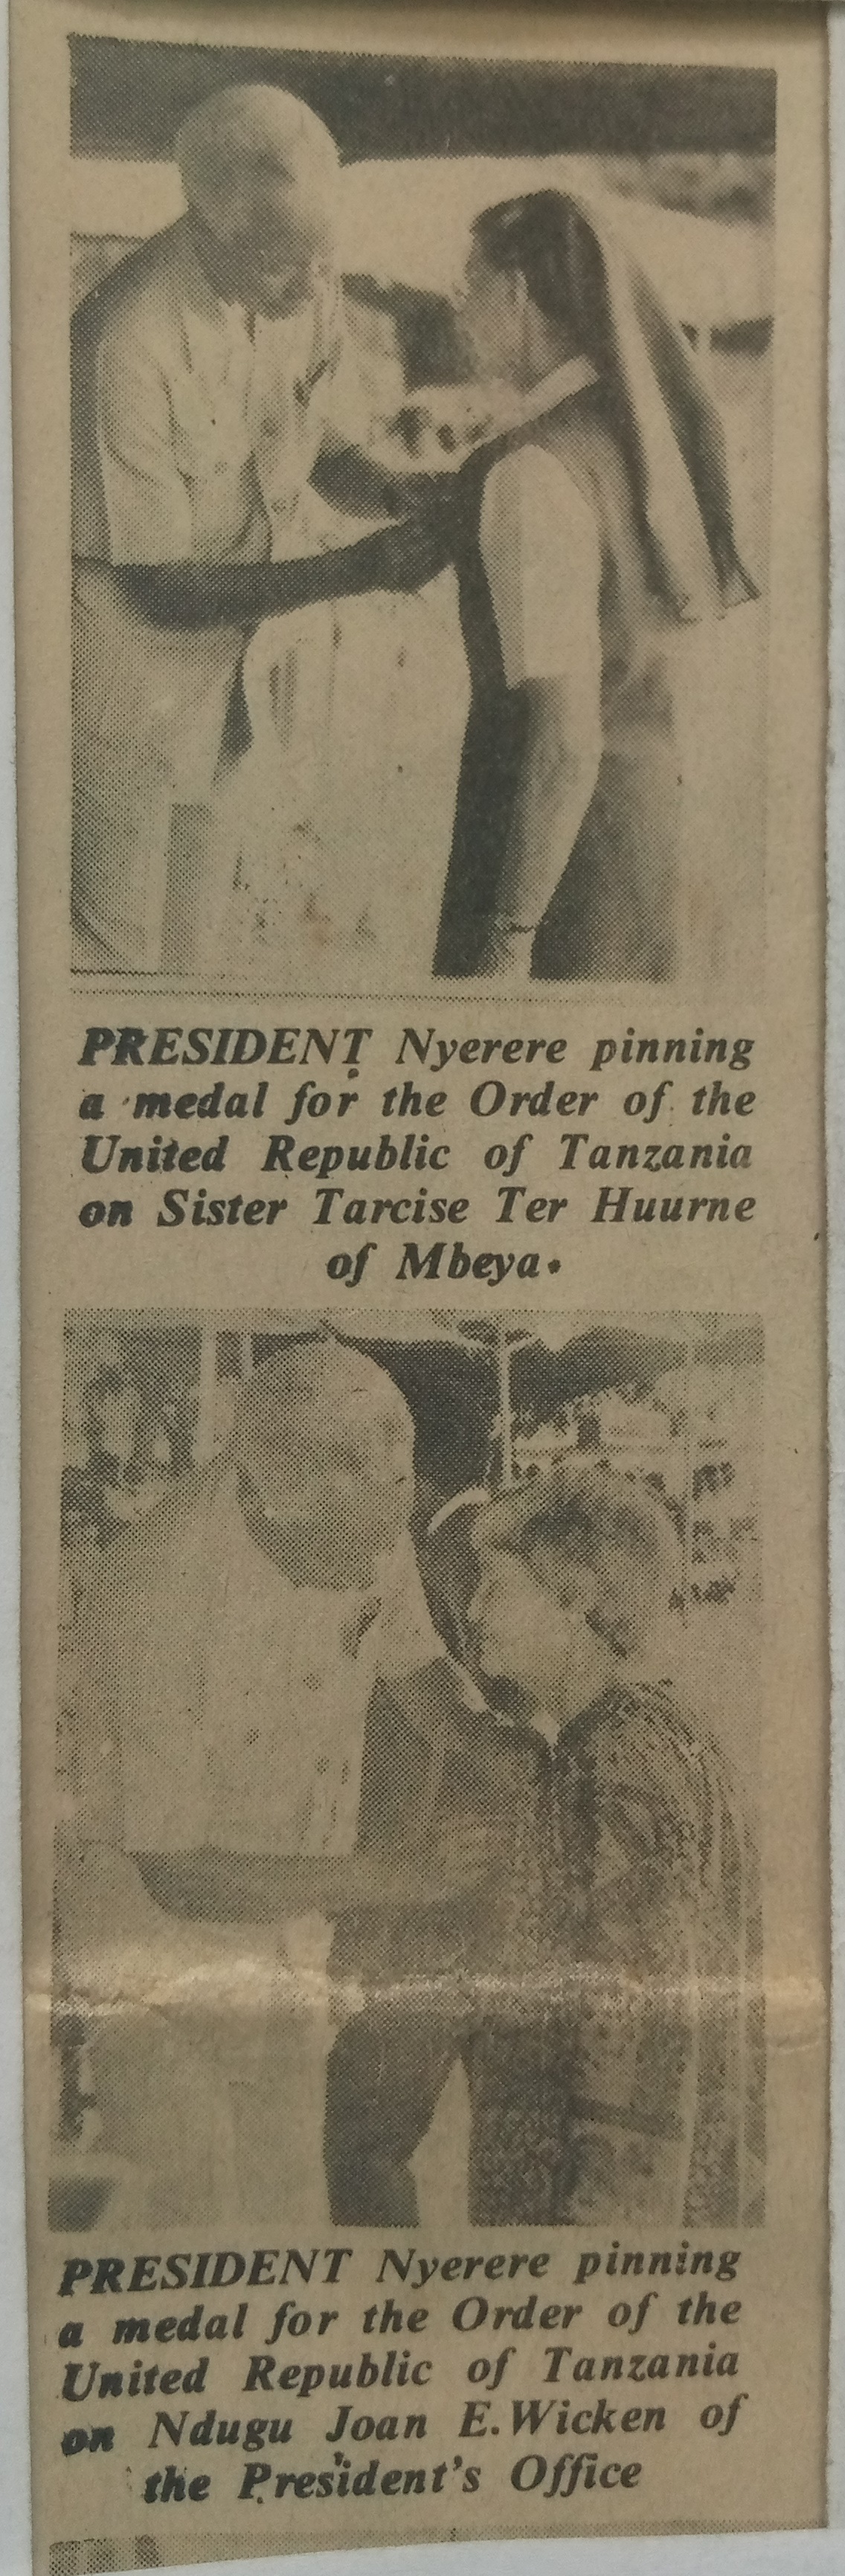 PRESIDENT Nyerere pinning
a medal for the Order of the
United Republic of Tanzania
on Sister Tarcise Ter Huurne
of Mbeya.
PRESIDENT Nyerere pinning
a medal for the Order of the
United Republic of Tanzania
on Ndugu Joan E. Wicken of
the President's Office